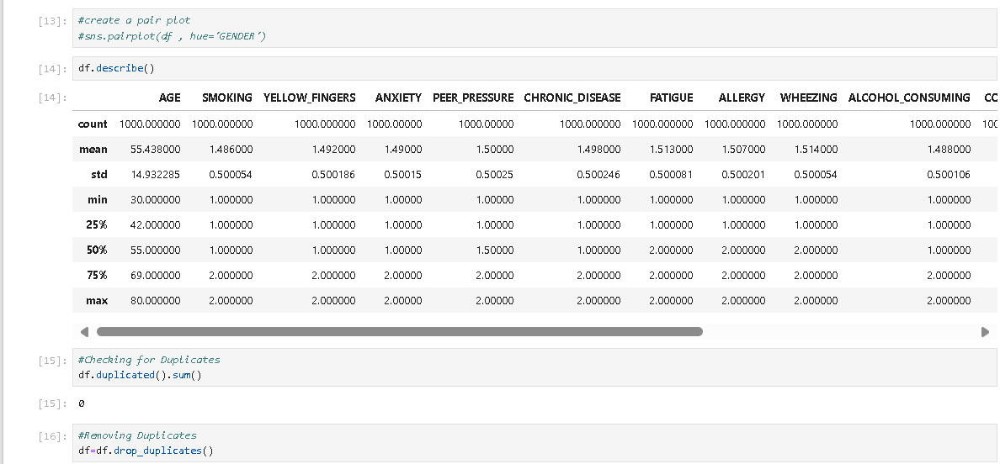 [13]: #create a pair plot
#sns.pairplot(df , hue='GENDER')
[14]: df.describe()
[14]: AGE SMOKING YELLOW_FINGERS ANXIETY PEER_PRESSURE CHRONIC_DISEASE FATIGUE ALLERGY WHEEZING ALCOHOL_CONSUMING CO
count 1000.000000 1000.000000 1000.000000 1000.00000 1000.00000 1000.000000 1000.000000 1000.000000 1000.000000 1000.000000 100
mean 55.438000 1.486000 1.492000 1.49000 1.50000 1.498000 1.513000 1.507000 1.514000 1.488000
std 14.932285 0.500054 0.500186 0.50015 0.50025 0.500246 0.500081 0.500201 0.500054 0.500106
min 30.000000 1.000000 1.000000 1.00000 1.00000 1.000000 1.000000 1.000000 1.000000 1.000000
25% 42.000000 1.000000 1.000000 1.00000 1.00000 1.000000 1.000000 1.000000 1.000000 1.000000
50% 55.000000 1.000000 1.000000 1.00000 1.50000 1.000000 2.000000 2.000000 2.000000 1.000000
75% 69.000000 2.000000 2.000000 2.00000 2.00000 2.000000 2.000000 2.000000 2.000000 2.000000
max 80.000000 2.000000 2.000000 2.00000 2.00000 2.000000 2.000000 2.000000 2.000000 2.000000
[15]: #Checking for Duplicates
df.duplicated().sum()
[15]: 0
[16]: #Removing Duplicates
df=df.drop_duplicates()